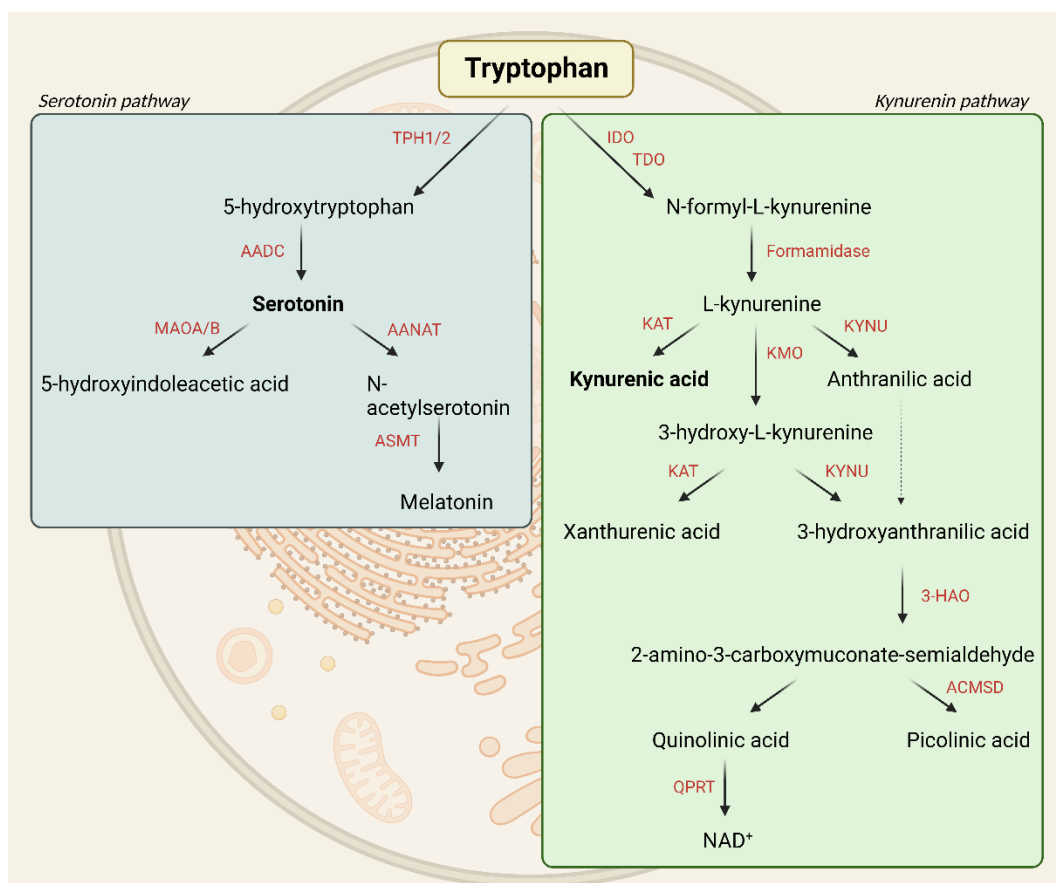 Tryptophan
Serotonin pathway
Kynurenin pathway
TPH1/2
IDO
TDO
5-hydroxytryptophan
N-formyl-L-kynurenine
AADC
Formamidase
Serotonin
L-kynurenine
MAOA/B
AANAT
KAT
KYNU
KMO
5-hydroxyindoleacetic acid
N-
acetylserotonin
Kynurenic acid
Anthranilic acid
ASMT
3-hydroxy-L-kynurenine
KAT
KYNU
Melatonin
Xanthurenic acid
3-hydroxyanthranilic acid
3-HAO
2-amino-3-carboxymuconate-semialdehyde
ACMSD
Quinolinic acid
Picolinic acid
QPRT
NAD⁺